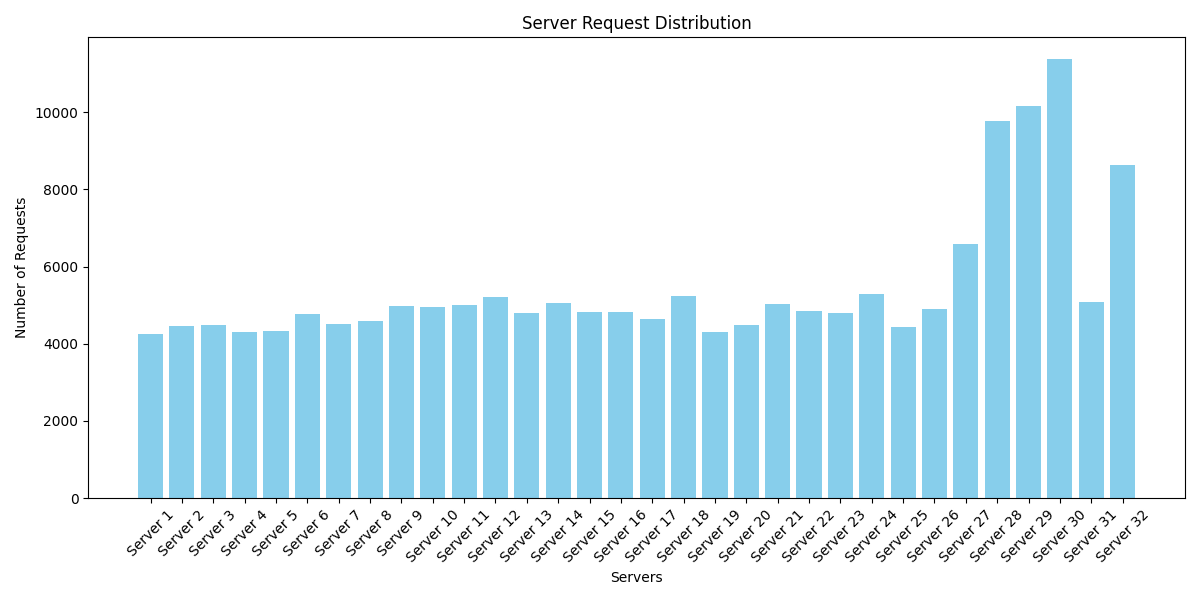 Server Request Distribution
Number of Requests
10000
8000
6000
4000
2000
0
Server 1
Server 2
Server 3
Server 4
Server 5
Server 6
Server 7
Server 8
Server 9
Server 10
Server 11
Server 12
Server 13
Server 14
Server 15
Server 16
Server 17
Server 18
Server 19
Server 20
Server 21
Server 22
Server 23
Server 24
Server 25
Server 26
Server 27
Server 28
Server 29
Server 30
Server 31
Server 32
Servers